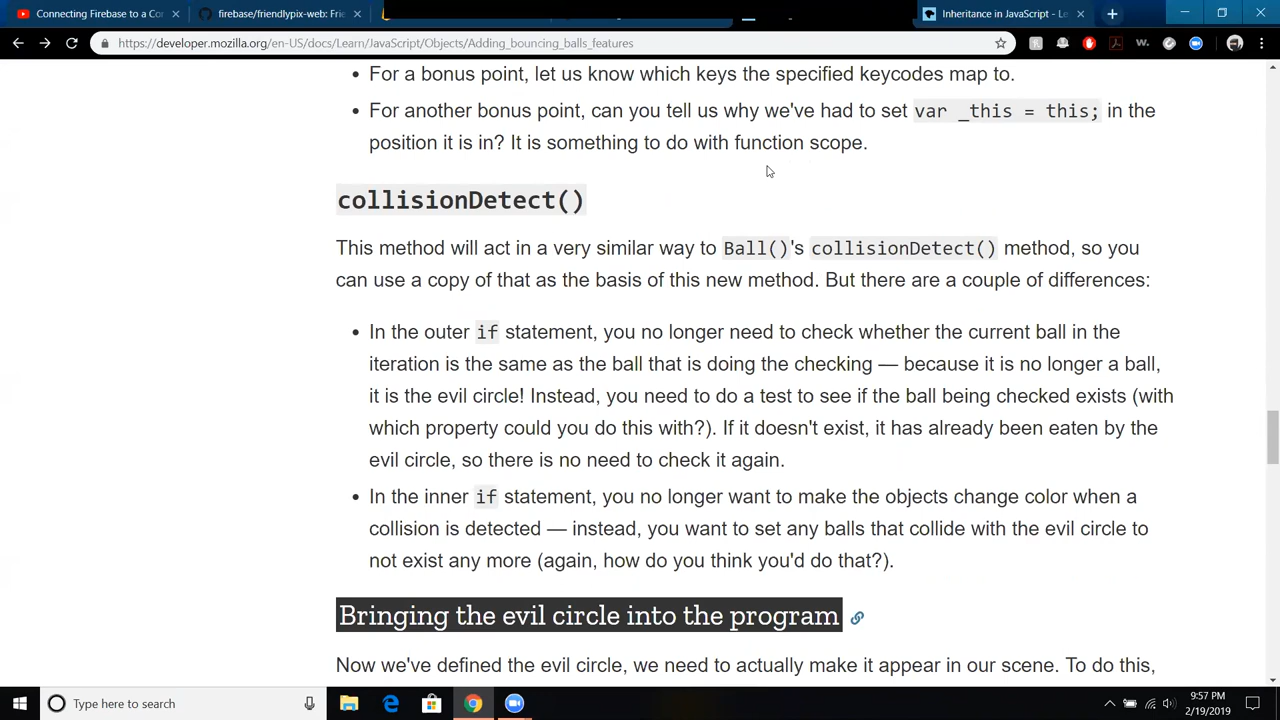 Connecting Firebase to a Co
firebase/friendlypix-web: Frie
Inheritance in JavaScript - Le
https://developer.mozilla.org/en-US/docs/Learn/JavaScript/Objects/Adding_bouncing_balls_features
• For a bonus point, let us know which keys the specified keycodes map to.
• For another bonus point, can you tell us why we've had to set var _this = this; in the
position it is in? It is something to do with function scope.
collisionDetect()
This method will act in a very similar way to Ball()'s collisionDetect() method, so you
can use a copy of that as the basis of this new method. But there are a couple of differences:
• In the outer if statement, you no longer need to check whether the current ball in the
iteration is the same as the ball that is doing the checking — because it is no longer a ball,
it is the evil circle! Instead, you need to do a test to see if the ball being checked exists (with
which property could you do this with?). If it doesn't exist, it has already been eaten by the
evil circle, so there is no need to check it again.
• In the inner if statement, you no longer want to make the objects change color when a
collision is detected — instead, you want to set any balls that collide with the evil circle to
not exist any more (again, how do you think you'd do that?).
Bringing the evil circle into the program
Now we've defined the evil circle, we need to actually make it appear in our scene. To do this,
Type here to search
9:57 PM
2/19/2019